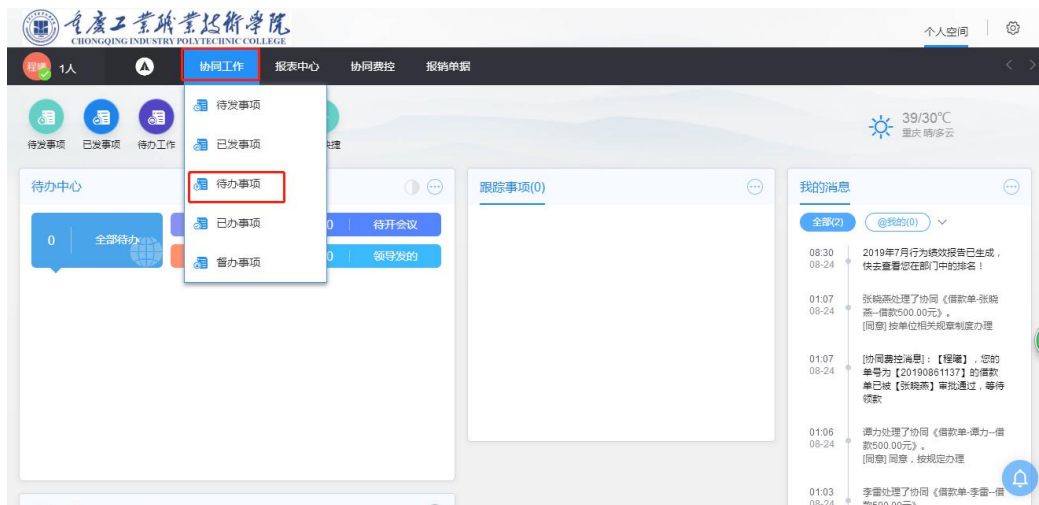 重庆工业职业技术学院
CHONGQING INDUSTRY POLYTECHNIC COLLEGE
个人空间
程曦 1人
协同工作 报表中心 协同费控 报销单据
待发事项
已发事项
待办事项
已办事项
督办事项
待发事项 已发事项 待办工作
39/30℃
重庆 晴/多云
待办中心
0 全部待办
0 待开会议
0 领导发的
跟踪事项(0)
我的消息
全部(2) @我的(0)
08:30 2019年7月行为绩效报告已生成，
08-24 快去查看您在部门中的排名！
01:07 张晓燕处理了协同《借款单-张晓
08-24 燕--借款500.00元》。
[同意] 按单位相关规章制度办理
01:07 [协同费控消息]：【程曦】，您的
08-24 单号为【20190861137】的借款
单已被【张晓燕】审批通过，等待
领款
01:06 谭力处理了协同《借款单-谭力--借
08-24 款500.00元》。
[同意] 同意，按规定办理
01:03 李雷处理了协同《借款单-李雷--借
08-24 款500.00元》